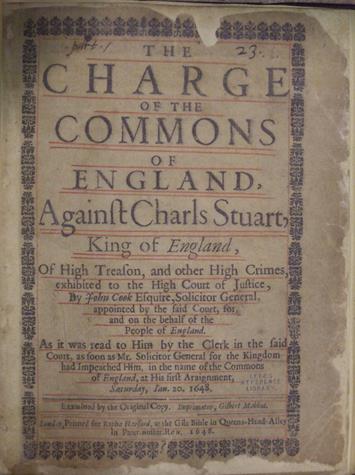 23.
THE
CHARGE
OF THE
COMMONS
OF
ENGLAND,
Againſt Charls Stuart,
King of England,
Of High Treaſon, and other High Crimes,
exhibited to the High Court of Juſtice,
By John Cook Eſquire, Solicitor General,
appointed by the ſaid Court, for,
and on the behalf of the
People of England.
As it was read to Him by the Clerk in the ſaid
Court, as ſoon as Mr. Solicitor General for the Kingdom
had Impeached Him, in the name of the Commons
of England, at His firſt Araignment,
Saturday, Jan. 20. 1648.
LEEDS
REFERENCE
LIBRARY
Examined by the Original Copy. Imprimatur, Gilbert Mabbot.
London, Printed for Rapha Harford, at the Gilt Bible in Queens-Head-Alley
in Pater-noster-Row, 1648.